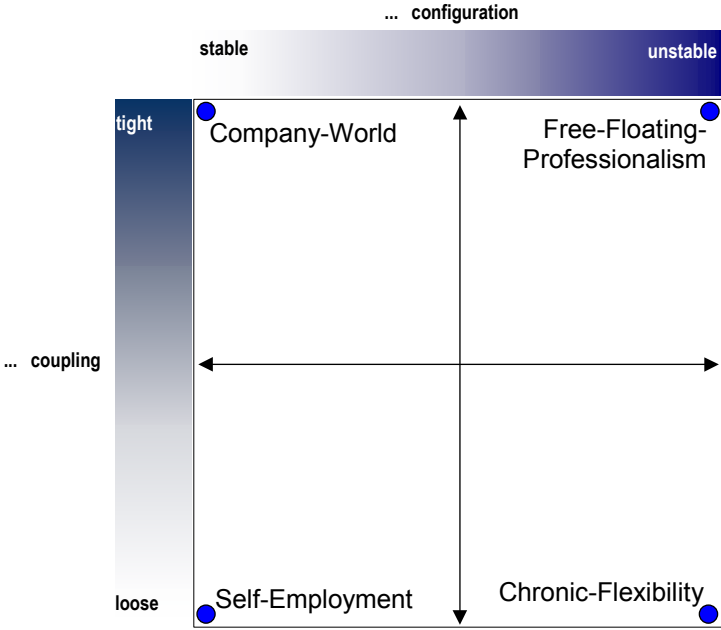 ... configuration
stable
unstable
tight
Company-World
Free-Floating-
Professionalism
... coupling
loose
Self-Employment
Chronic-Flexibility